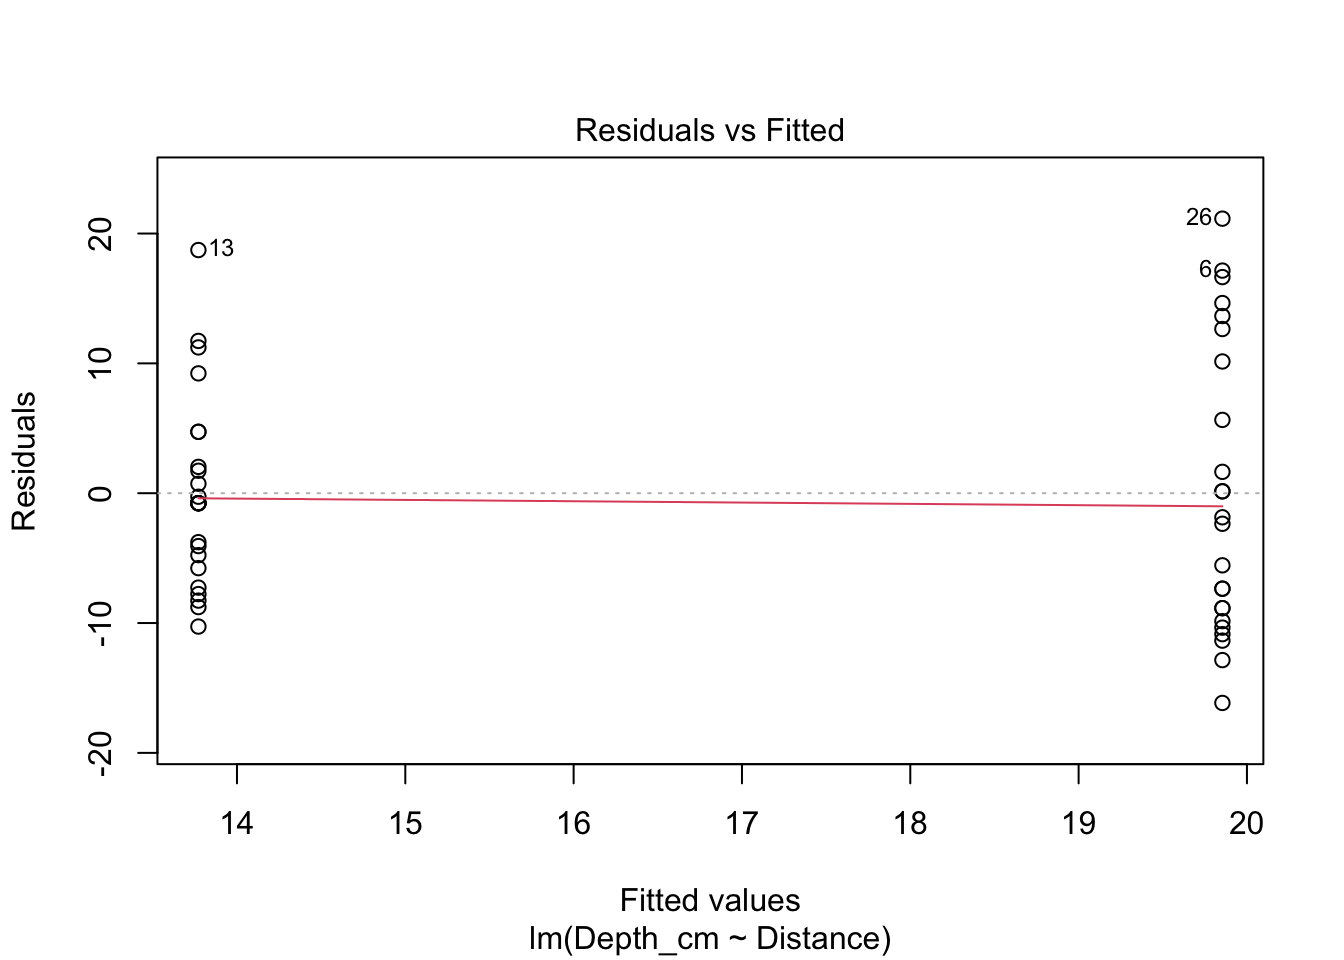 Residuals vs Fitted
26
13
6
20
10
0
-10
-20
Residuals
14 15 16 17 18 19 20
Fitted values
lm(Depth_cm ~ Distance)